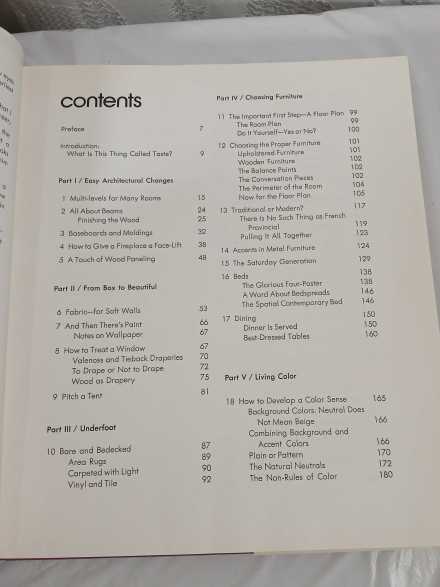 contents
Preface 7
Introduction:
What Is This Thing Called Taste? 9
Part I / Easy Architectural Changes
1 Multi-levels for Many Rooms 15
2 All About Beams 24
Finishing the Wood 25
3 Baseboards and Moldings 32
4 How to Give a Fireplace a Face-Lift 38
5 A Touch of Wood Paneling 48
Part II / From Box to Beautiful
6 Fabric—for Soft Walls 53
7 And Then There's Paint 66
Notes on Wallpaper 67
8 How to Treat a Window 67
Valences and Tieback Draperies 70
To Drape or Not to Drape 72
Wood as Drapery 75
9 Pitch a Tent 81
Part III / Underfoot
10 Bare and Bedecked 87
Area Rugs 89
Carpeted with Light 90
Vinyl and Tile 92
Part IV / Choosing Furniture
11 The Important First Step—A Floor Plan 99
The Room Plan 99
Do It Yourself—Yes or No? 100
12 Choosing the Proper Furniture 101
Upholstered Furniture 101
Wooden Furniture 102
The Balance Points 102
The Conversation Pieces 102
The Perimeter of the Room 104
Now for the Floor Plan 105
13 Traditional or Modern? 117
There Is No Such Thing as French
Provincial 119
Pulling It All Together 123
14 Accents in Metal Furniture 124
15 The Saturday Generation 129
16 Beds 138
The Glorious Four-Poster 138
A Word About Bedspreads 146
The Spatial Contemporary Bed 146
17 Dining 150
Dinner Is Served 150
Best-Dressed Tables 160
Part V / Living Color
18 How to Develop a Color Sense 165
Background Colors: Neutral Does
Not Mean Beige 166
Combining Background and
Accent Colors 166
Plain or Pattern 170
The Natural Neutrals 172
The Non-Rules of Color 180